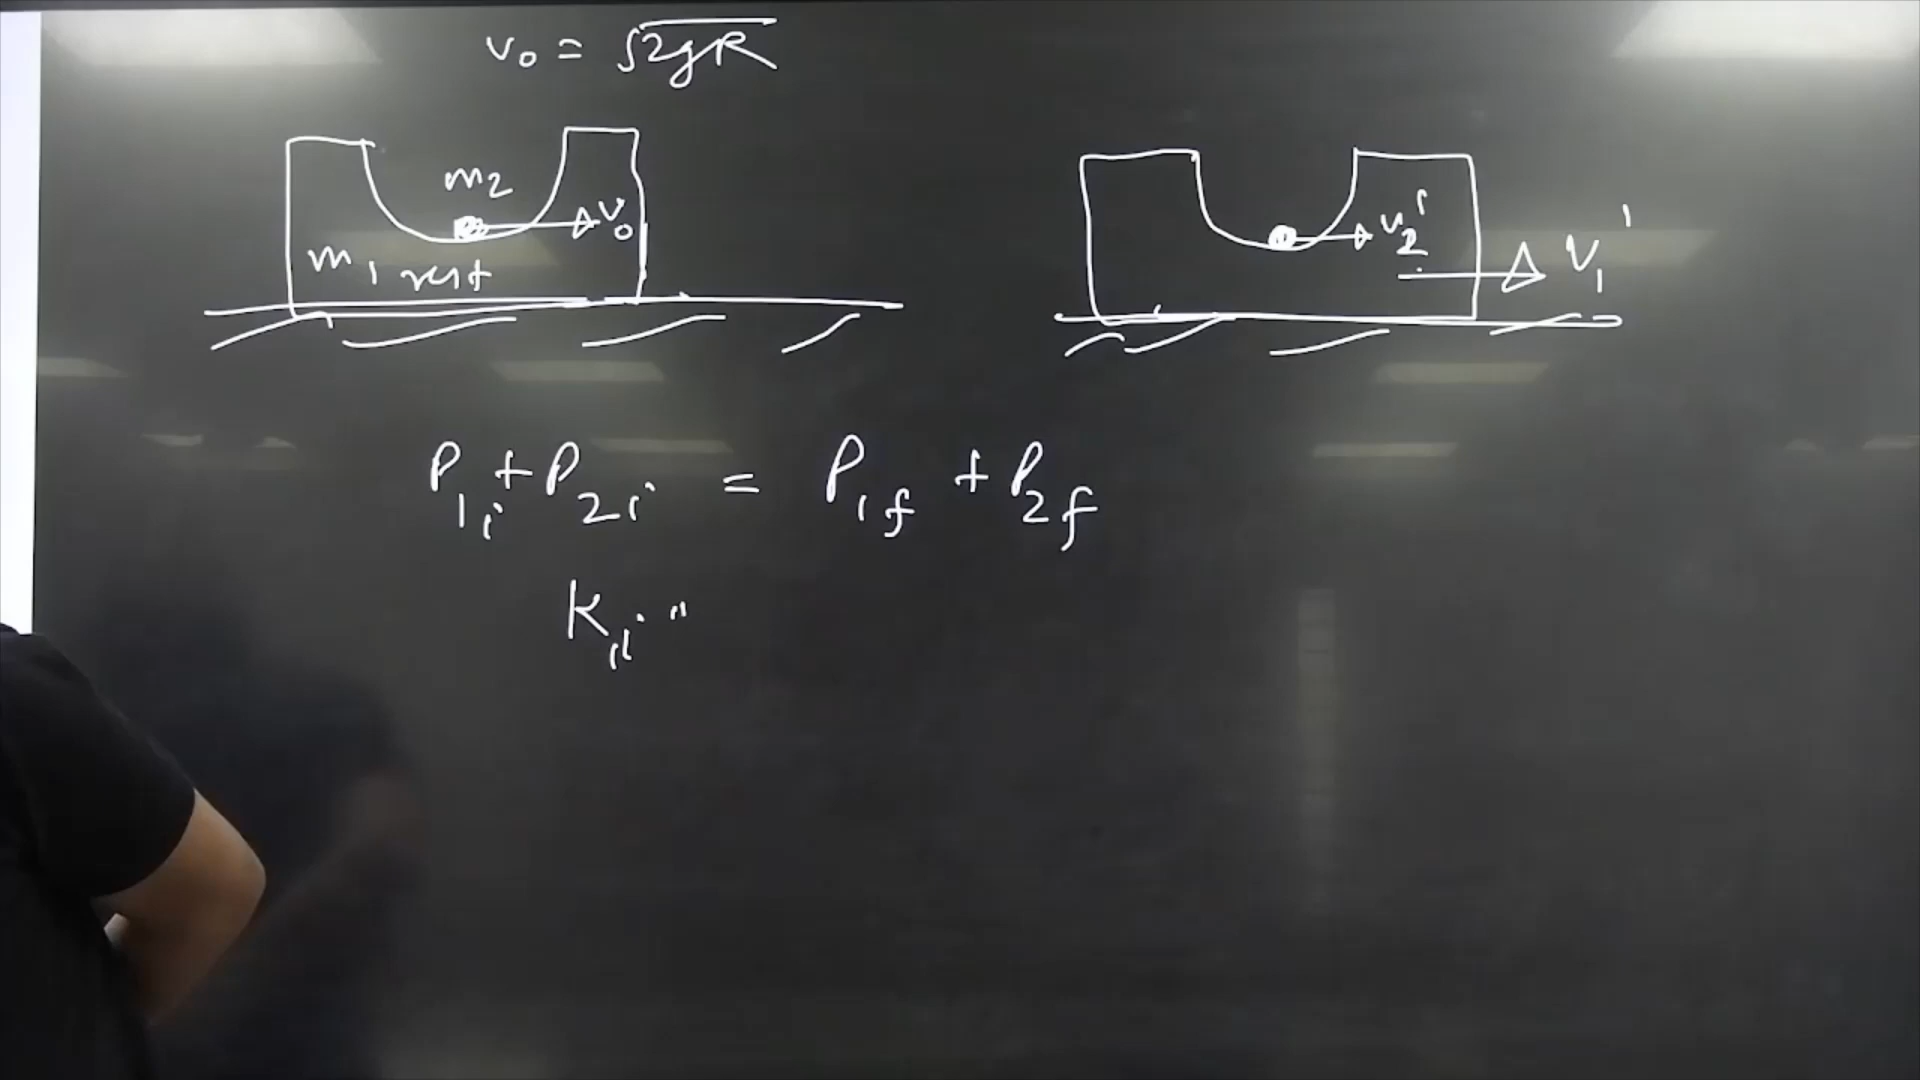 v₀ = √2gR
m₂
v₀
m₁ rest
v₂'
v₁'
P₁ᵢ + P₂ᵢ = P₁f + P₂f
K₁ᵢ